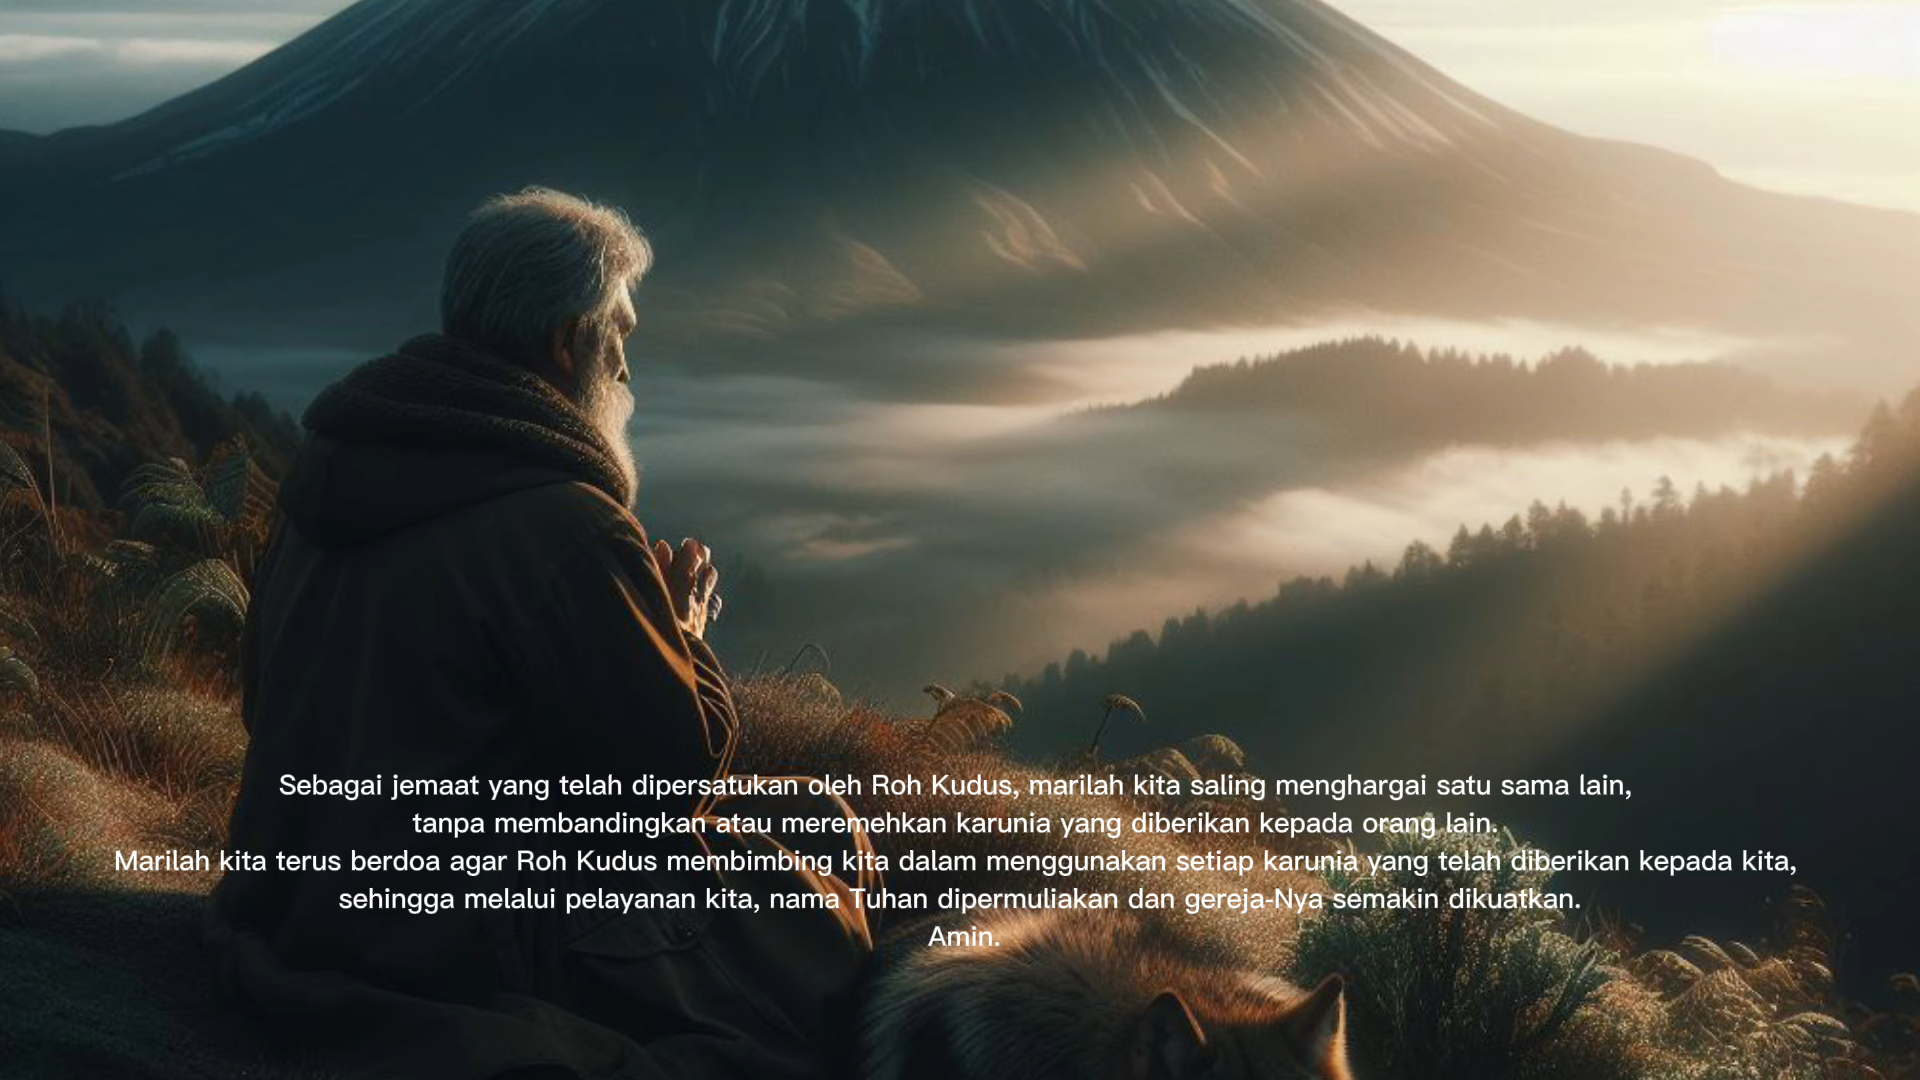 Sebagai jemaat yang telah dipersatukan oleh Roh Kudus, marilah kita saling menghargai satu sama lain,
tanpa membandingkan atau meremehkan karunia yang diberikan kepada orang lain.
Marilah kita terus berdoa agar Roh Kudus membimbing kita dalam menggunakan setiap karunia yang telah diberikan kepada kita,
sehingga melalui pelayanan kita, nama Tuhan dipermuliakan dan gereja-Nya semakin dikuatkan.
Amin.